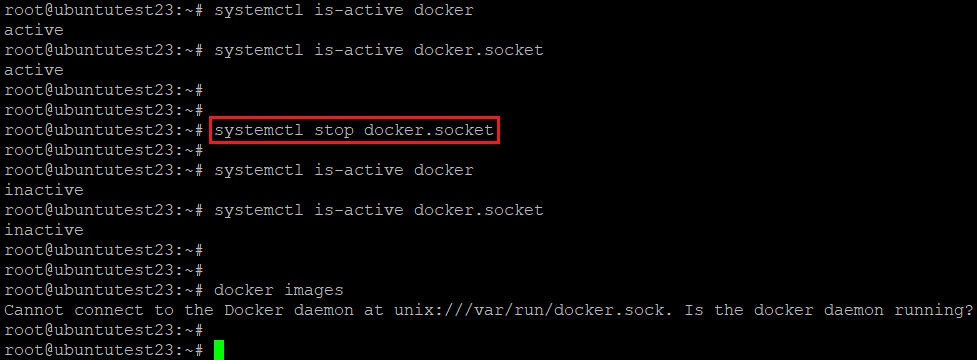 root@ubuntutest23:~# systemctl is-active docker
active
root@ubuntutest23:~# systemctl is-active docker.socket
active
root@ubuntutest23:~#
root@ubuntutest23:~#
root@ubuntutest23:~# systemctl stop docker.socket
root@ubuntutest23:~#
root@ubuntutest23:~# systemctl is-active docker
inactive
root@ubuntutest23:~# systemctl is-active docker.socket
inactive
root@ubuntutest23:~#
root@ubuntutest23:~#
root@ubuntutest23:~# docker images
Cannot connect to the Docker daemon at unix:///var/run/docker.sock. Is the docker daemon running?
root@ubuntutest23:~#
root@ubuntutest23:~#